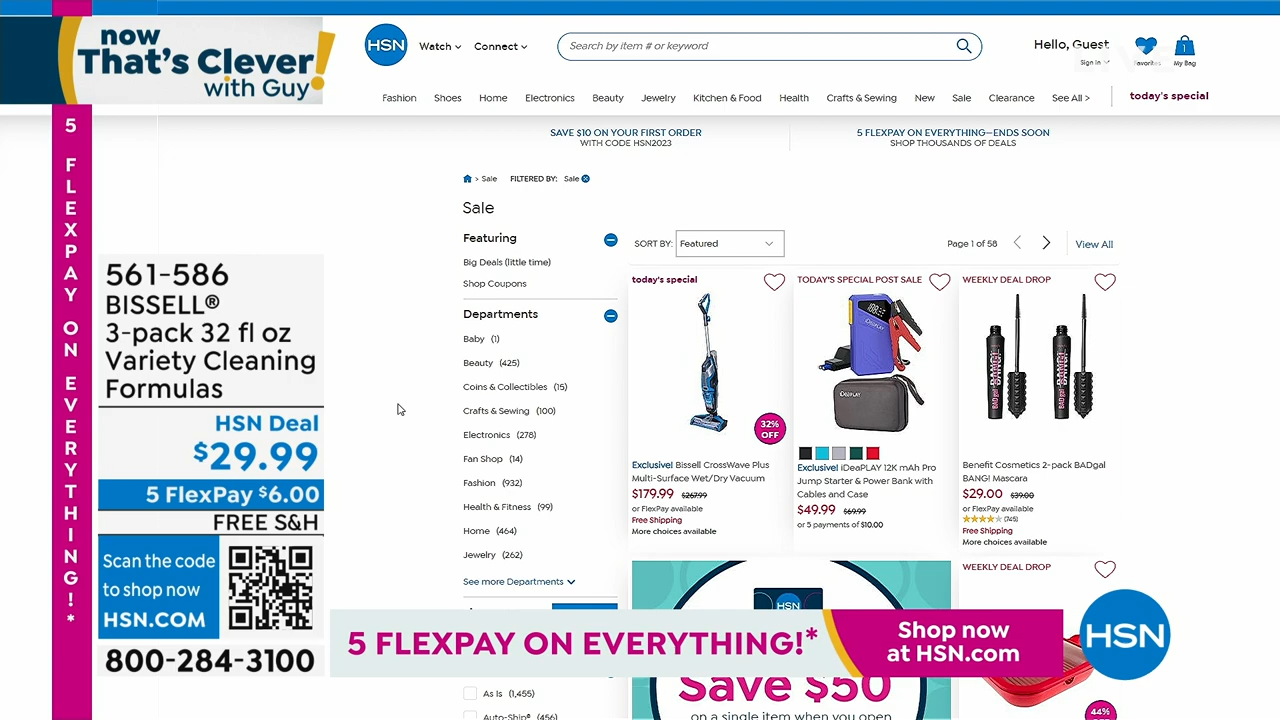 now
That's Clever!
with Guy
5 FLEXPAY ON EVERYTHING!*
561-586
BISSELL®
3-pack 32 fl oz
Variety Cleaning
Formulas
HSN Deal
$29.99
5 FlexPay $6.00
FREE S&H
Scan the code
to shop now
HSN.COM
800-284-3100
HSN
Watch
Connect
Search by item # or keyword
Hello, Guest
Sign In
Favorites
1
My Bag
Fashion
Shoes
Home
Electronics
Beauty
Jewelry
Kitchen & Food
Health
Crafts & Sewing
New
Sale
Clearance
See All >
today's special
SAVE $10 ON YOUR FIRST ORDER
WITH CODE HSN2023
5 FLEXPAY ON EVERYTHING—ENDS SOON
SHOP THOUSANDS OF DEALS
> Sale FILTERED BY: Sale
Sale
Featuring
Big Deals (little time)
Shop Coupons
Departments
Baby (1)
Beauty (425)
Coins & Collectibles (15)
Crafts & Sewing (100)
Electronics (278)
Fan Shop (14)
Fashion (932)
Health & Fitness (99)
Home (464)
Jewelry (262)
See more Departments
As Is (1,455)
Auto-Ship® (456)
SORT BY: Featured
Page 1 of 58
View All
today's special
32%
OFF
Exclusive! Bissell CrossWave Plus
Multi-Surface Wet/Dry Vacuum
$179.99 $267.99
or FlexPay available
Free Shipping
More choices available
TODAY'S SPECIAL POST SALE
iDEAPLAY
Exclusive! iDeaPLAY 12K mAh Pro
Jump Starter & Power Bank with
Cables and Case
$49.99 $69.99
or 5 payments of $10.00
WEEKLY DEAL DROP
BADgal BANG!
BADgal BANG!
Benefit Cosmetics 2-pack BADgal
BANG! Mascara
$29.00 $39.00
or FlexPay available
(745)
Free Shipping
More choices available
WEEKLY DEAL DROP
HSN
Save $50
on a single item when you open
44%
5 FLEXPAY ON EVERYTHING!*
Shop now
at HSN.com
HSN